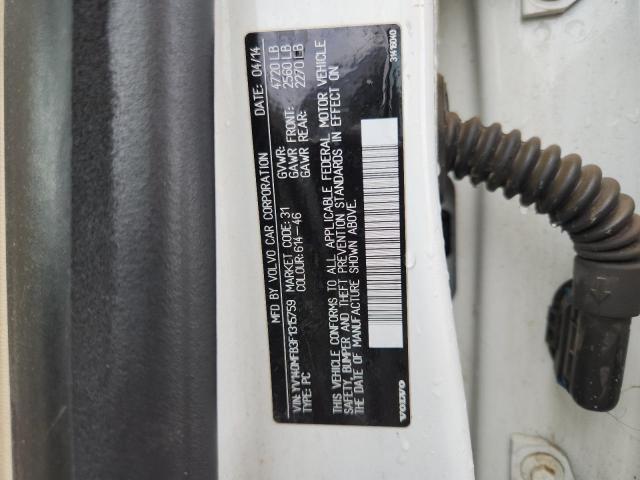 MFD BY VOLVO CAR CORPORATION DATE: 04/14
GVWR: 4720 LB
GAWR FRONT: 2560 LB
GAWR REAR: 2270 LB
VIN: YV140MFB3F1315759 MARKET CODE: 31
TYPE: PC COLOUR: 614-46
THIS VEHICLE CONFORMS TO ALL APPLICABLE FEDERAL MOTOR VEHICLE
SAFETY, BUMPER AND THEFT PREVENTION STANDARDS IN EFFECT ON
THE DATE OF MANUFACTURE SHOWN ABOVE.
VOLVO 31419040